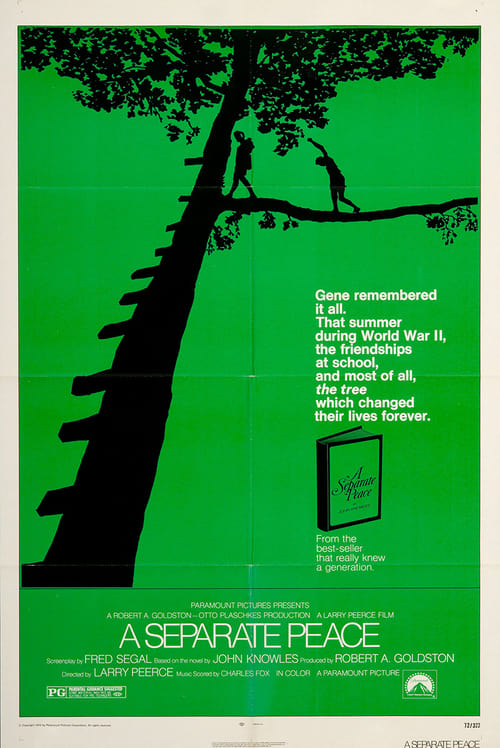 Gene remembered
it all.
That summer
during World War II,
the friendships
at school,
and most of all,
the tree
which changed
their lives forever.
A
Separate
Peace
From the
best-seller
that really knew
a generation.
PARAMOUNT PICTURES PRESENTS
A ROBERT A. GOLDSTON – OTTO PLASCHKES PRODUCTION A LARRY PEERCE FILM
A SEPARATE PEACE
Screenplay by FRED SEGAL Based on the novel by JOHN KNOWLES Produced by ROBERT A. GOLDSTON
Directed by LARRY PEERCE Music Scored by CHARLES FOX IN COLOR A PARAMOUNT PICTURE
PG PARENTAL GUIDANCE SUGGESTED
72/322
A SEPARATE PEACE